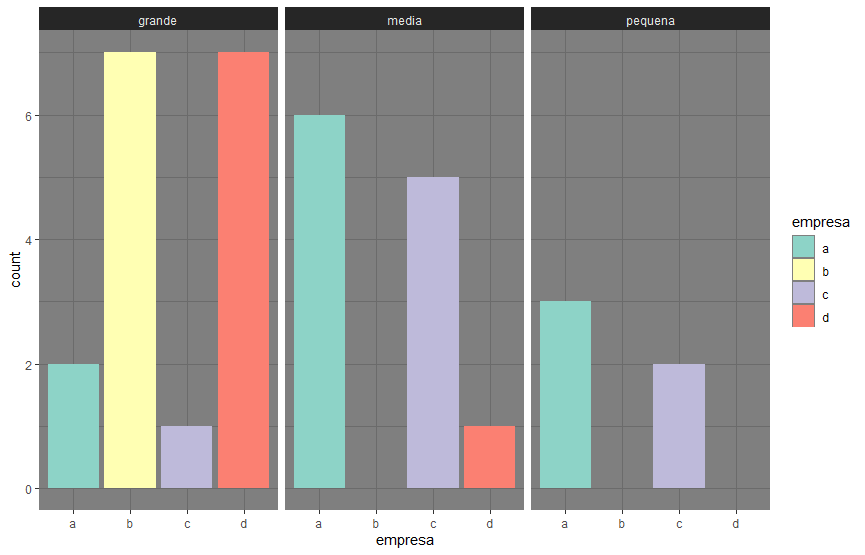 grande media pequena
6
4
2
0
count
a b c d a b c d a b c d
empresa
empresa
a
b
c
d